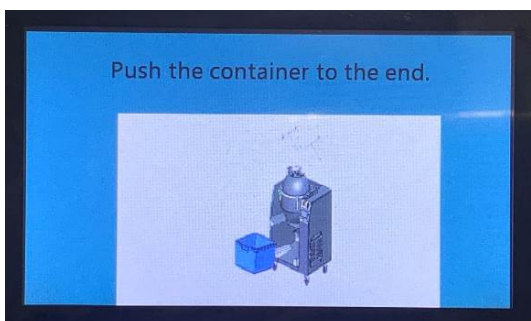 Push the container to the end.